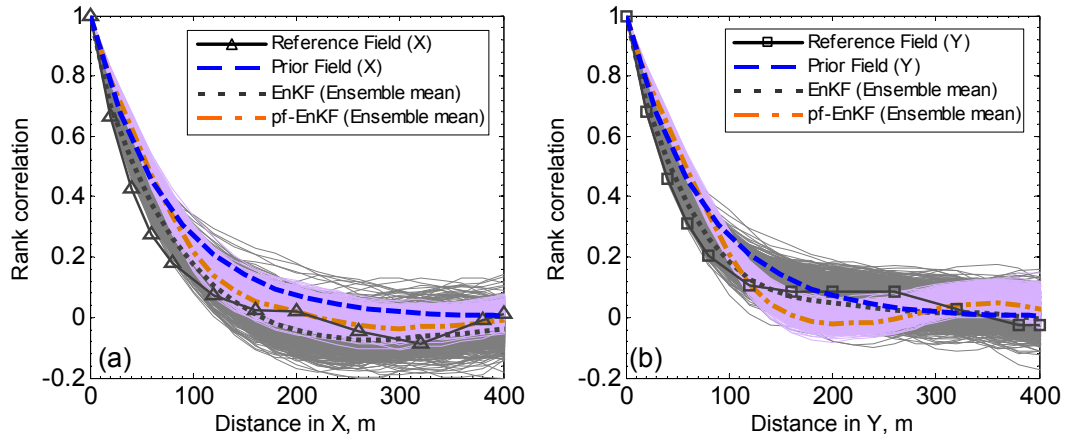 1
0.8
0.6
0.4
0.2
0
-0.2
Rank correlation
Reference Field (X)
Prior Field (X)
EnKF (Ensemble mean)
pf-EnKF (Ensemble mean)
(a)
0 100 200 300 400
Distance in X, m
1
0.8
0.6
0.4
0.2
0
-0.2
Rank correlation
Reference Field (Y)
Prior Field (Y)
EnKF (Ensemble mean)
pf-EnKF (Ensemble mean)
(b)
0 100 200 300 400
Distance in Y, m